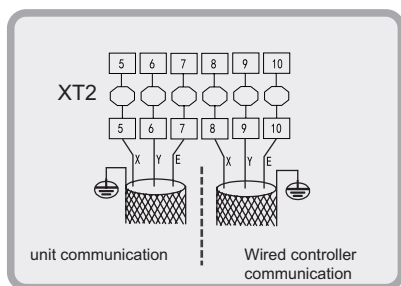 5 6 7 8 9 10
XT2
5 6 7 8 9 10
X Y E X Y E
unit communication
Wired controller
communication